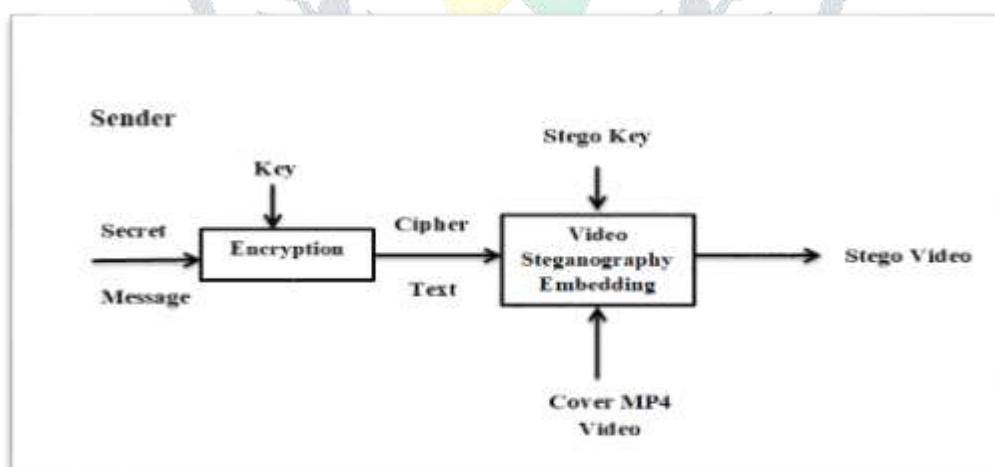 Sender
Stego Key
Key
Secret
Message
Encryption
Cipher
Text
Video
Steganography
Embedding
Stego Video
Cover MP4
Video